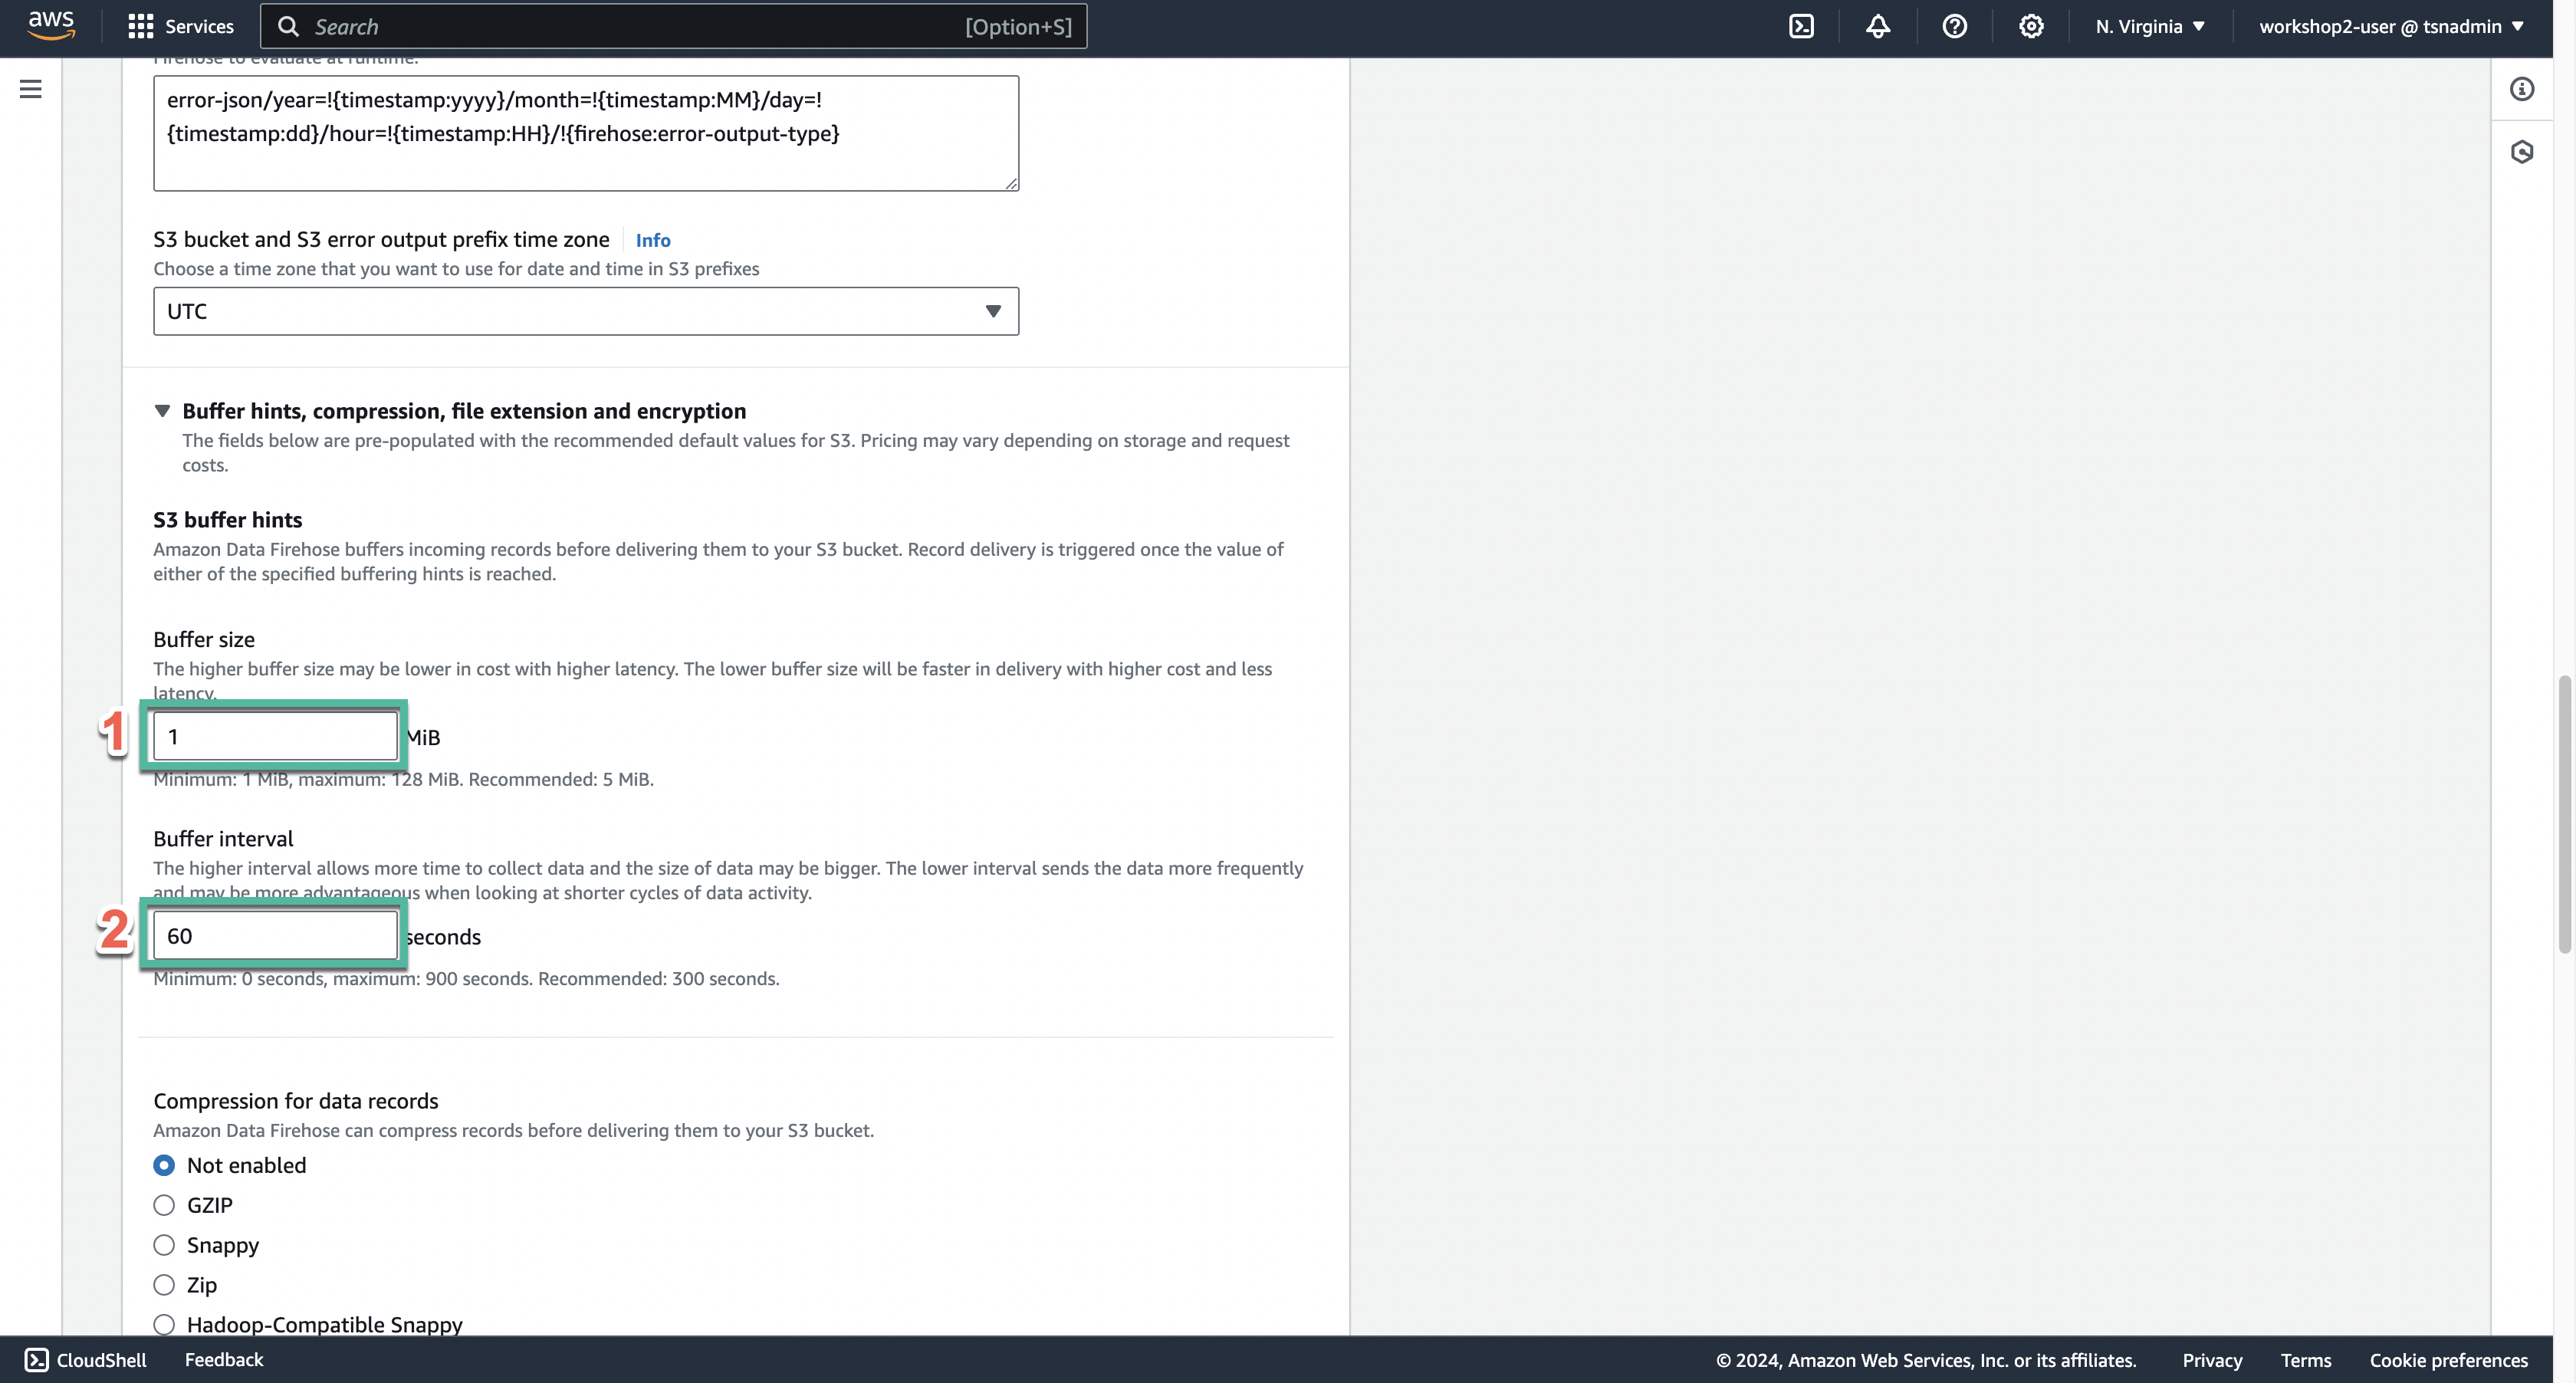 aws
Services
Search
[Option+S]
N. Virginia
workshop2-user @ tsnadmin
Firehose to evaluate at runtime.
error-json/year=!{timestamp:yyyy}/month=!{timestamp:MM}/day=!
{timestamp:dd}/hour=!{timestamp:HH}/!{firehose:error-output-type}
S3 bucket and S3 error output prefix time zone
Info
Choose a time zone that you want to use for date and time in S3 prefixes
UTC
Buffer hints, compression, file extension and encryption
The fields below are pre-populated with the recommended default values for S3. Pricing may vary depending on storage and request
costs.
S3 buffer hints
Amazon Data Firehose buffers incoming records before delivering them to your S3 bucket. Record delivery is triggered once the value of
either of the specified buffering hints is reached.
Buffer size
The higher buffer size may be lower in cost with higher latency. The lower buffer size will be faster in delivery with higher cost and less
latency.
1
1
MiB
Minimum: 1 MiB, maximum: 128 MiB. Recommended: 5 MiB.
Buffer interval
The higher interval allows more time to collect data and the size of data may be bigger. The lower interval sends the data more frequently
and may be more advantageous when looking at shorter cycles of data activity.
2
60
seconds
Minimum: 0 seconds, maximum: 900 seconds. Recommended: 300 seconds.
Compression for data records
Amazon Data Firehose can compress records before delivering them to your S3 bucket.
Not enabled
GZIP
Snappy
Zip
Hadoop-Compatible Snappy
CloudShell
Feedback
© 2024, Amazon Web Services, Inc. or its affiliates.
Privacy
Terms
Cookie preferences